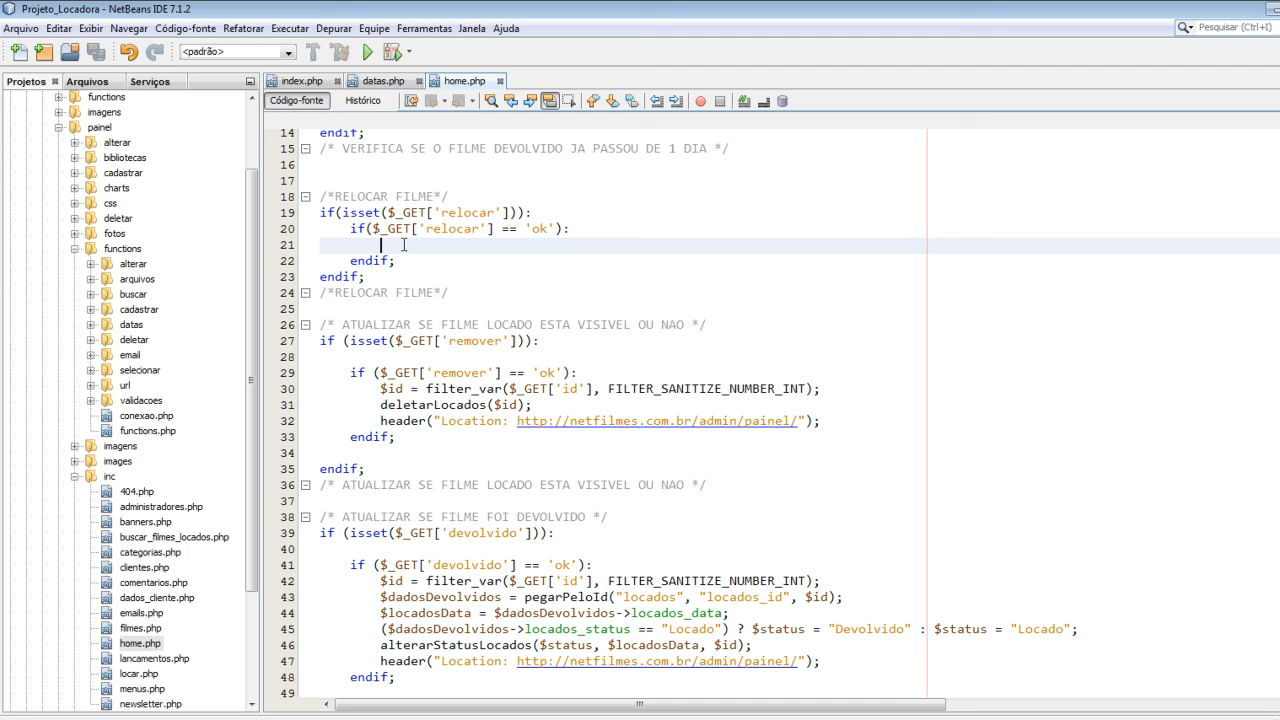 Projeto_Locadora - NetBeans IDE 7.1.2
Arquivo Editar Exibir Navegar Código-fonte Refatorar Executar Depurar Equipe Ferramentas Janela Ajuda
Pesquisar (Ctrl+I)
<padrão>
Projetos Arquivos Serviços
index.php datas.php home.php
Código-fonte Histórico
functions
imagens
painel
alterar
bibliotecas
cadastrar
charts
css
deletar
fotos
functions
alterar
arquivos
buscar
cadastrar
datas
deletar
email
selecionar
url
validacoes
conexao.php
functions.php
imagens
images
inc
404.php
administradores.php
banners.php
buscar_filmes_locados.php
categorias.php
clientes.php
comentarios.php
dados_cliente.php
emails.php
filmes.php
home.php
lancamentos.php
locar.php
menus.php
newsletter.php
14 endif;
15 /* VERIFICA SE O FILME DEVOLVIDO JA PASSOU DE 1 DIA */
16
17
18 /*RELOCAR FILME*/
19 if(isset($_GET['relocar'])):
20 if($_GET['relocar'] == 'ok'):
21
22 endif;
23 endif;
24 /*RELOCAR FILME*/
25
26 /* ATUALIZAR SE FILME LOCADO ESTA VISIVEL OU NAO */
27 if (isset($_GET['remover'])):
28
29 if ($_GET['remover'] == 'ok'):
30 $id = filter_var($_GET['id'], FILTER_SANITIZE_NUMBER_INT);
31 deletarLocados($id);
32 header("Location: http://netfilmes.com.br/admin/painel/");
33 endif;
34
35 endif;
36 /* ATUALIZAR SE FILME LOCADO ESTA VISIVEL OU NAO */
37
38 /* ATUALIZAR SE FILME FOI DEVOLVIDO */
39 if (isset($_GET['devolvido'])):
40
41 if ($_GET['devolvido'] == 'ok'):
42 $id = filter_var($_GET['id'], FILTER_SANITIZE_NUMBER_INT);
43 $dadosDevolvidos = pegarPeloId("locados", "locados_id", $id);
44 $locadosData = $dadosDevolvidos->locados_data;
45 ($dadosDevolvidos->locados_status == "Locado") ? $status = "Devolvido" : $status = "Locado";
46 alterarStatusLocados($status, $locadosData, $id);
47 header("Location: http://netfilmes.com.br/admin/painel/");
48 endif;
49